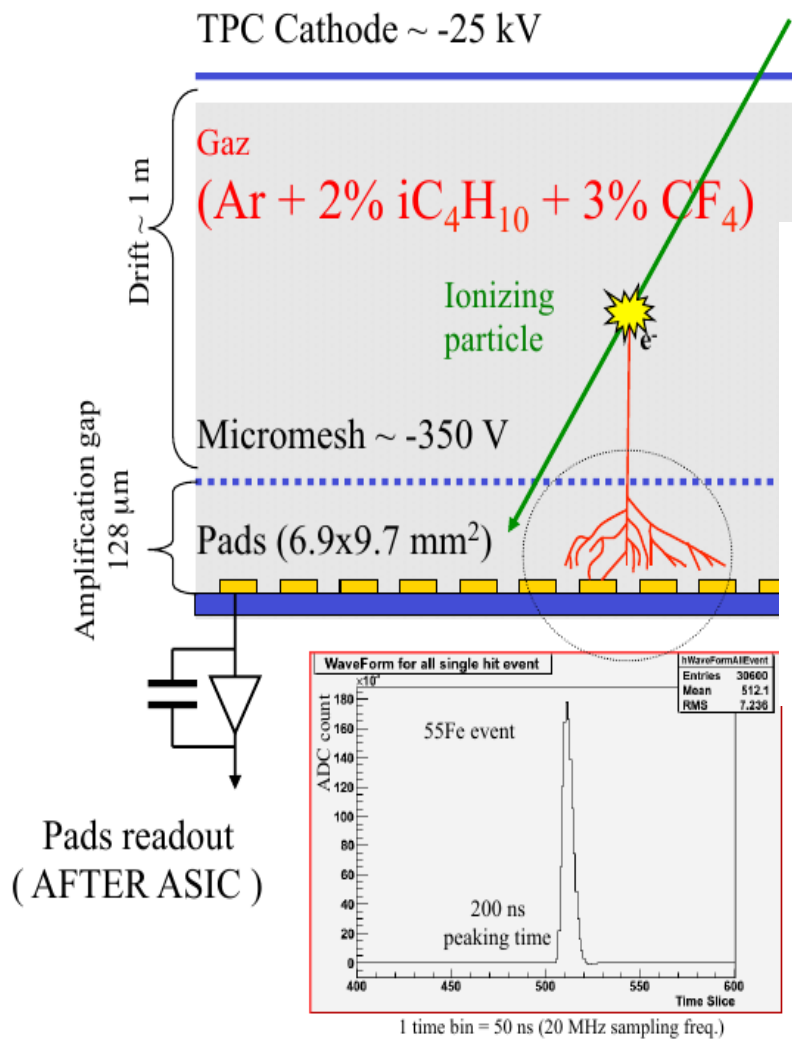 TPC Cathode ~ -25 kV
Gaz
(Ar + 2% iC4H10 + 3% CF4)
Drift ~ 1 m
Ionizing
particle
e-
Micromesh ~ -350 V
Amplification gap
128 μm
Pads (6.9x9.7 mm²)
Pads readout
( AFTER ASIC )
WaveForm for all single hit event
hWaveFormAllEvent
Entries 30600
Mean 512.1
RMS 7.236
ADC count
180
160
140
120
100
80
60
40
20
0
55Fe event
200 ns
peaking time
400 450 500 550 600
Time Slice
1 time bin = 50 ns (20 MHz sampling freq.)